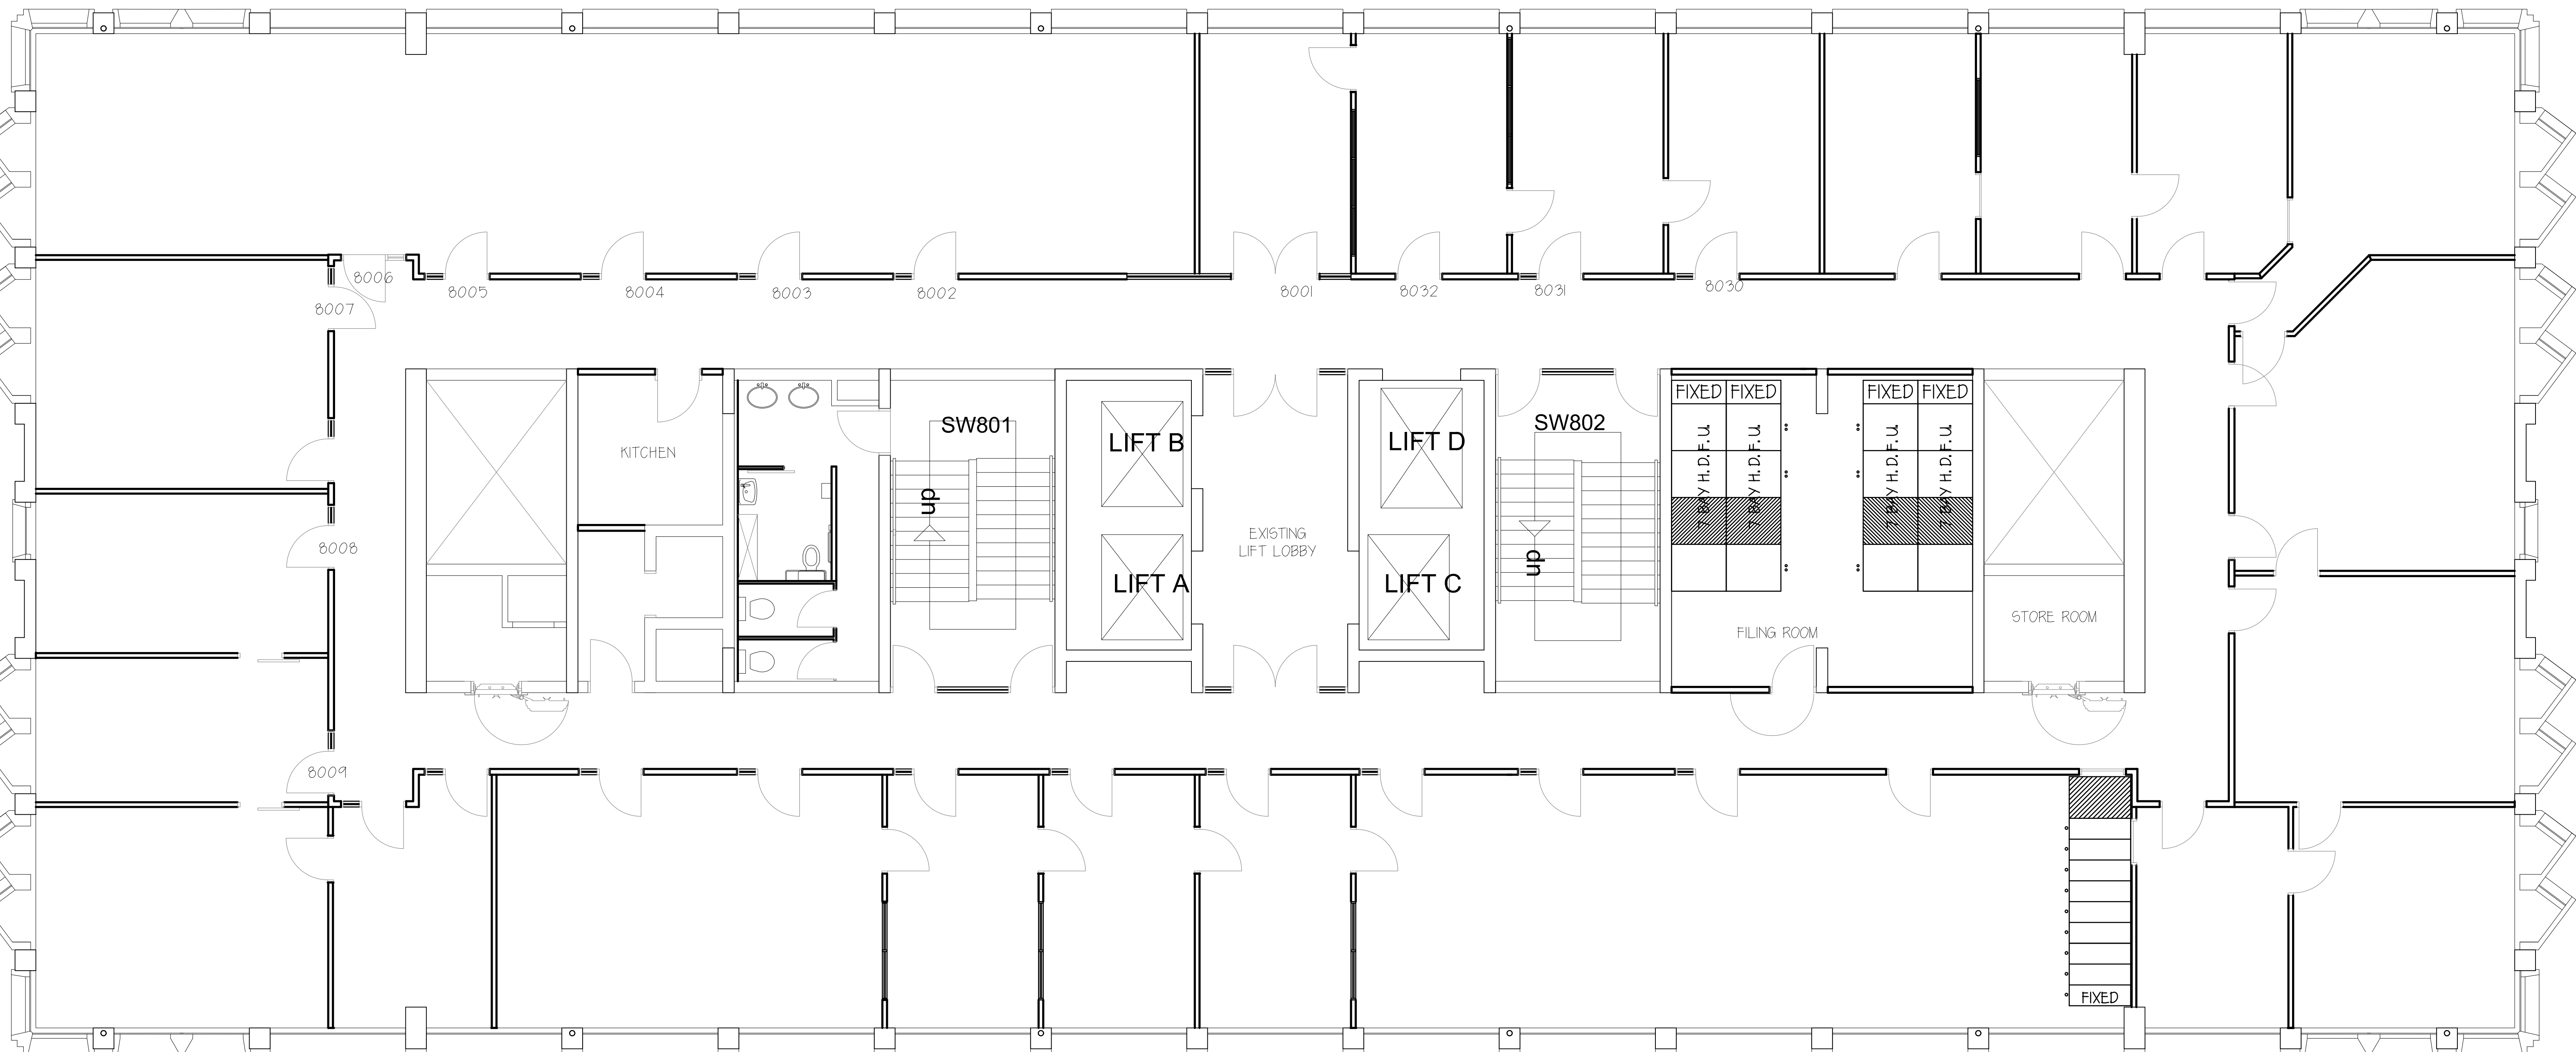 8006
8007
8005
8004
8003
8002
8001
8032
8031
8030
FIXED
FIXED
FIXED
FIXED
SW801
SW802
LIFT B
LIFT D
KITCHEN
7 BAY H.D.F.U.
7 BAY H.D.F.U.
7 BAY H.D.F.U.
7 BAY H.D.F.U.
up
EXISTING
LIFT LOBBY
8008
dn
LIFT A
LIFT C
STORE ROOM
FILING ROOM
8009
FIXED